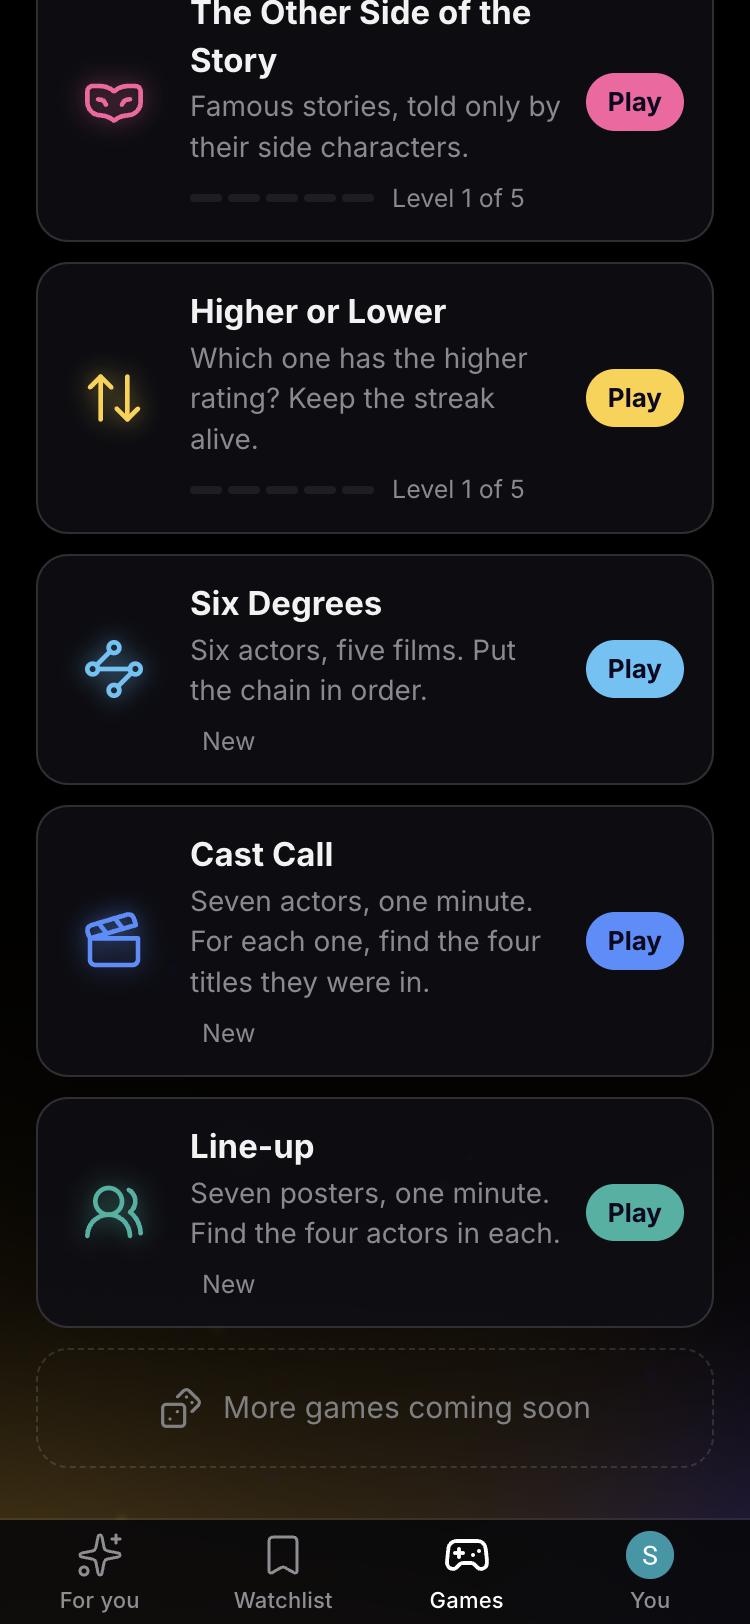 The Other Side of the
Story
Famous stories, told only by
their side characters.
Level 1 of 5
Play
Higher or Lower
Which one has the higher
rating? Keep the streak
alive.
Level 1 of 5
Play
Six Degrees
Six actors, five films. Put
the chain in order.
New
Play
Cast Call
Seven actors, one minute.
For each one, find the four
titles they were in.
New
Play
Line-up
Seven posters, one minute.
Find the four actors in each.
New
Play
More games coming soon
For you
Watchlist
Games
S
You